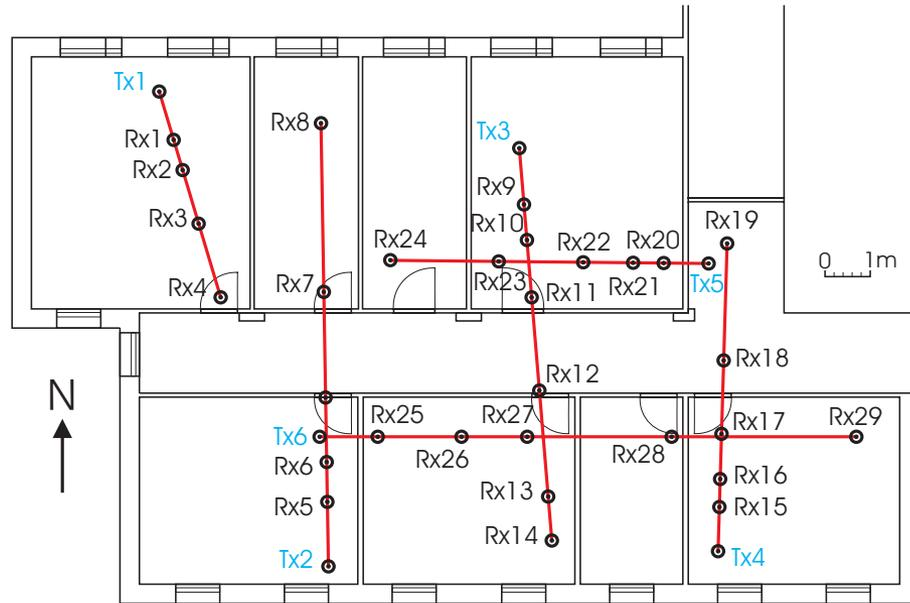 Tx1
Rx1
Rx2
Rx3
Rx4
Rx8
Rx7
Tx3
Rx9
Rx10
Rx24
Rx23
Rx11
Rx22
Rx20
Rx21
Tx5
Rx19
0 1m
Rx18
Rx12
N
Tx6
Rx25
Rx26
Rx27
Rx28
Rx17
Rx29
Rx6
Rx5
Tx2
Rx13
Rx14
Rx16
Rx15
Tx4